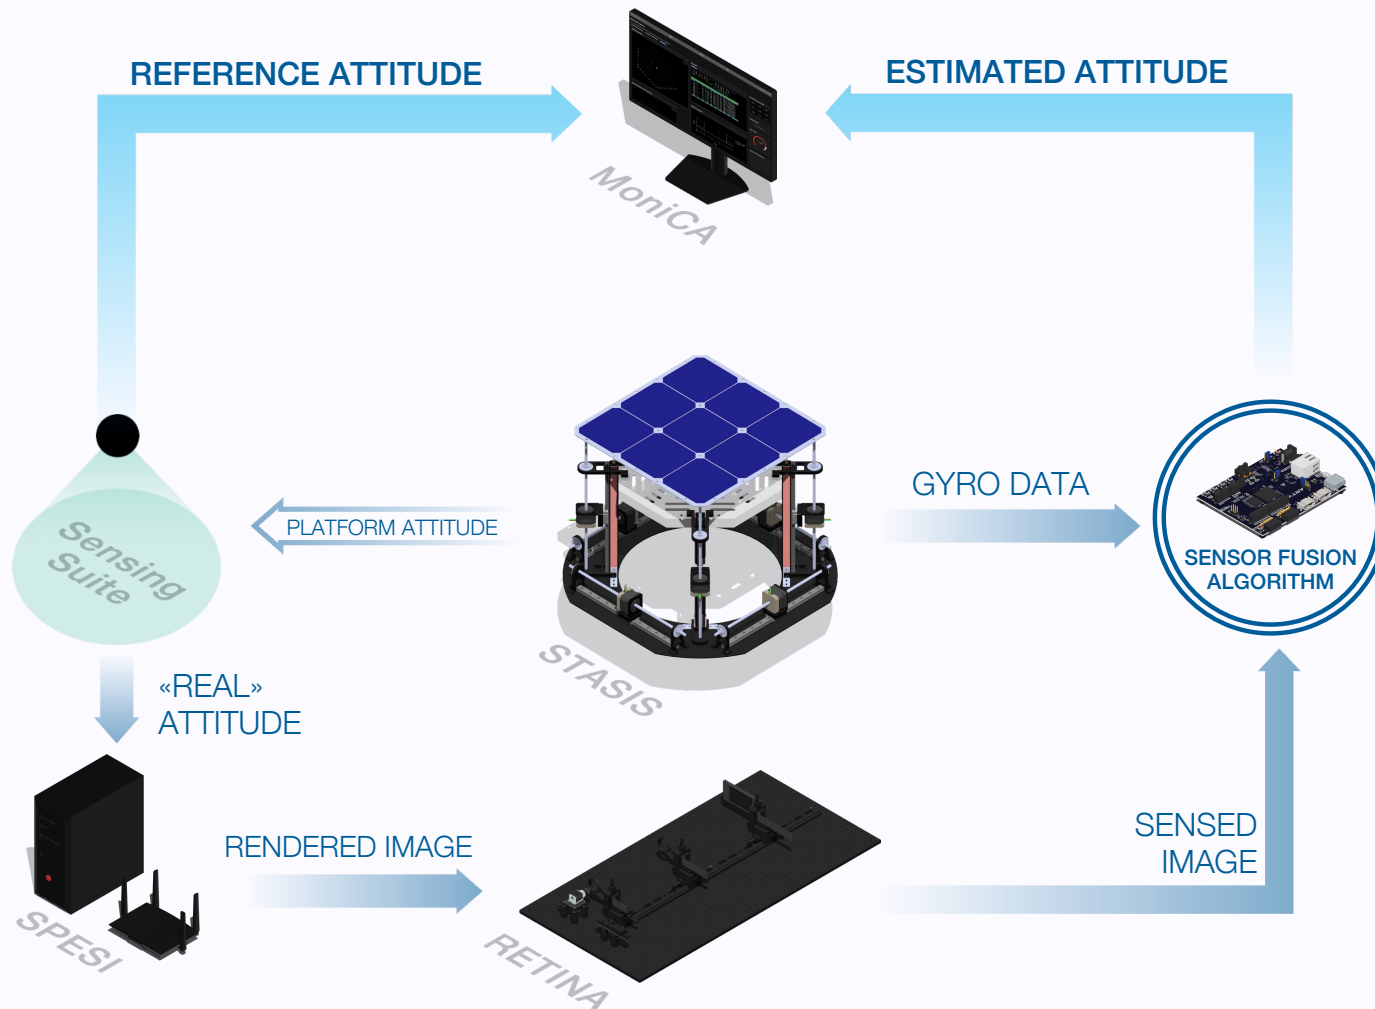 REFERENCE ATTITUDE
ESTIMATED ATTITUDE
MoniCA
GYRO DATA
PLATFORM ATTITUDE
Sensing
Suite
SENSOR FUSION
ALGORITHM
STASIS
«REAL»
ATTITUDE
RENDERED IMAGE
SENSED
IMAGE
SPESI
RETINA